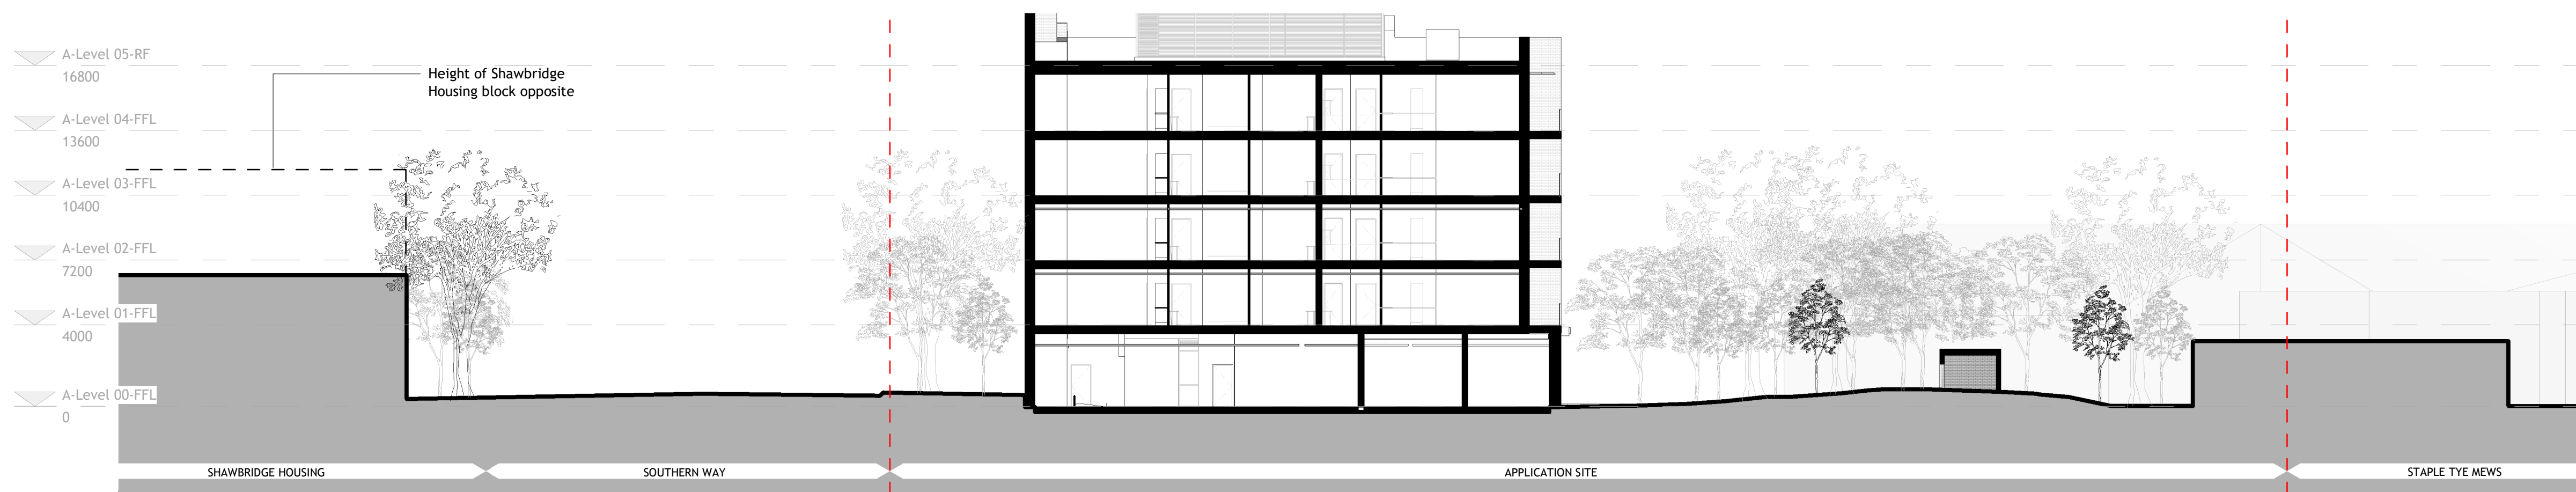 A-Level 05-RF
16800
Height of Shawbridge
Housing block opposite
A-Level 04-FFL
13600
A-Level 03-FFL
10400
A-Level 02-FFL
7200
A-Level 01-FFL
4000
A-Level 00-FFL
0
SHAWBRIDGE HOUSING
SOUTHERN WAY
APPLICATION SITE
STAPLE TYE MEWS